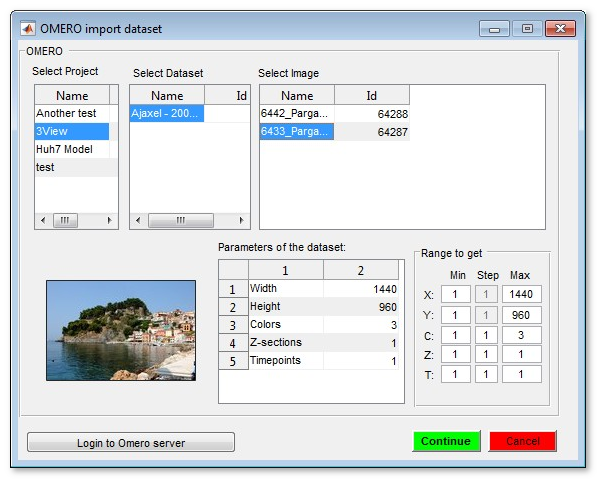 OMERO import dataset
OMERO
Select Project
Select Dataset
Select Image
Name
Another test
3View
Huh7 Model
test
Name Id
Ajaxel - 200...
Name Id
6442_Parga... 64288
6433_Parga... 64287
Parameters of the dataset:
1 2
1 Width 1440
2 Height 960
3 Colors 3
4 Z-sections 1
5 Timepoints 1
Range to get
Min Step Max
X: 1 1 1440
Y: 1 1 960
C: 1 1 3
Z: 1 1 1
T: 1 1 1
Login to Omero server
Continue
Cancel